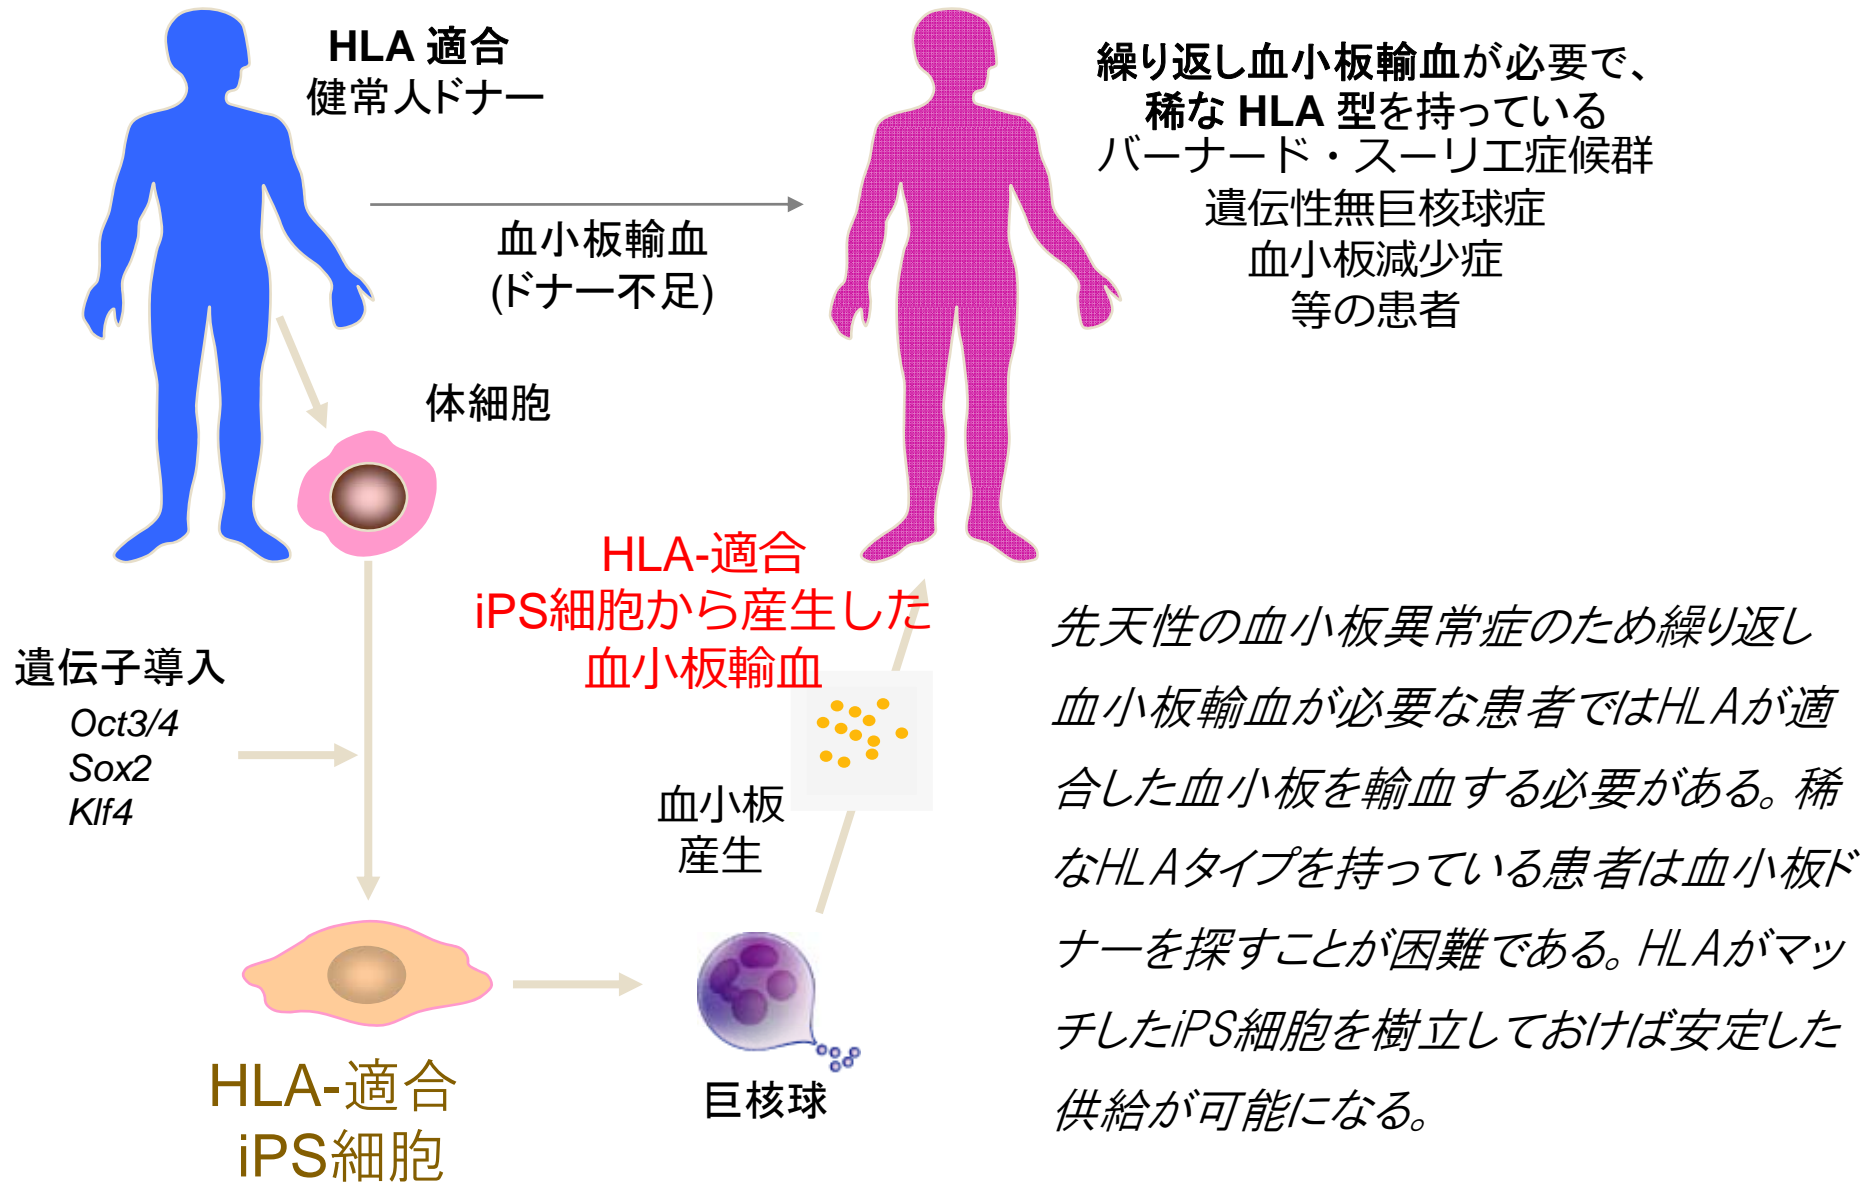 HLA 適合
健常人ドナー
繰り返し血小板輸血が必要で、
稀な HLA 型を持っている
バーナード・スーリエ症候群
遺伝性無巨核球症
血小板減少症
等の患者
血小板輸血
(ドナー不足)
体細胞
HLA-適合
iPS細胞から産生した
血小板輸血
遺伝子導入
Oct3/4
Sox2
Klf4
血小板
産生
巨核球
HLA-適合
iPS細胞
先天性の血小板異常症のため繰り返し
血小板輸血が必要な患者ではHLAが適
合した血小板を輸血する必要がある。稀
なHLAタイプを持っている患者は血小板ド
ナーを探すことが困難である。HLAがマッ
チしたiPS細胞を樹立しておけば安定した
供給が可能になる。